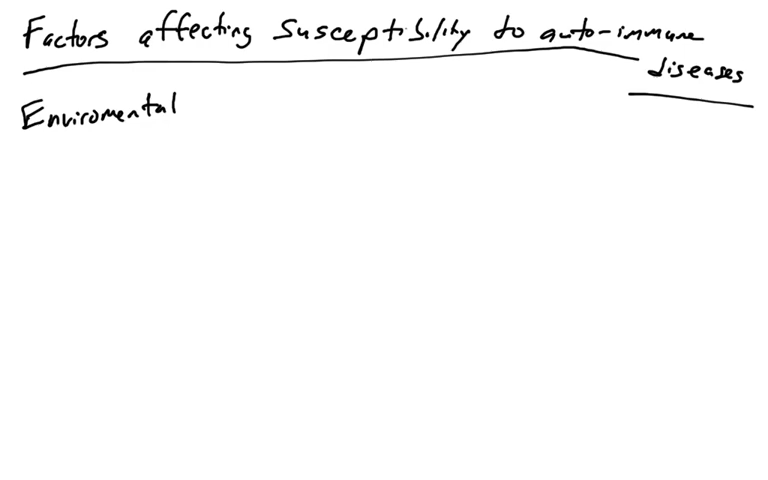 Factors affecting susceptibility to auto-immune
diseases
Enviromental